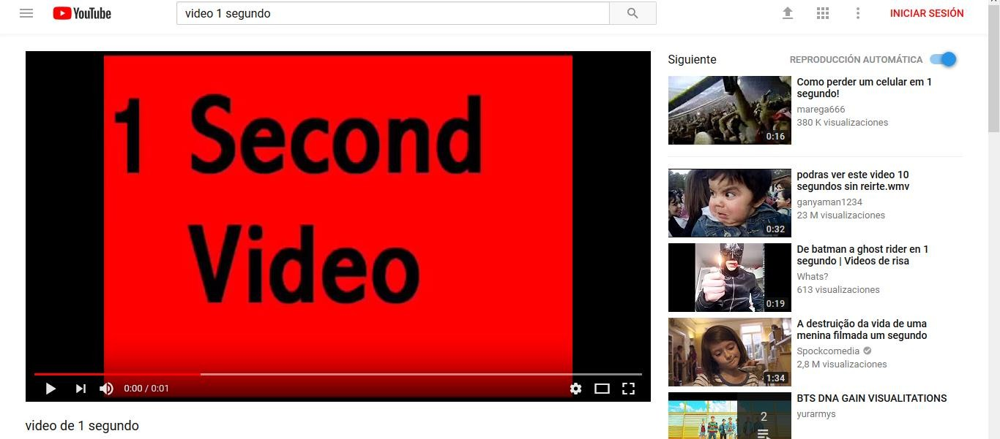 YouTube
video 1 segundo
INICIAR SESIÓN
1 Second
Video
0:00 / 0:01
video de 1 segundo
Siguiente
REPRODUCCIÓN AUTOMÁTICA
0:16
Como perder um celular em 1
segundo!
marega666
380 K visualizaciones
0:32
podras ver este video 10
segundos sin reirte.wmv
ganyaman1234
23 M visualizaciones
0:19
De batman a ghost rider en 1
segundo | Videos de risa
Whats?
613 visualizaciones
1:34
A destruição da vida de uma
menina filmada um segundo
Spockcomedia
2,8 M visualizaciones
2
BTS DNA GAIN VISUALITATIONS
yurarmys